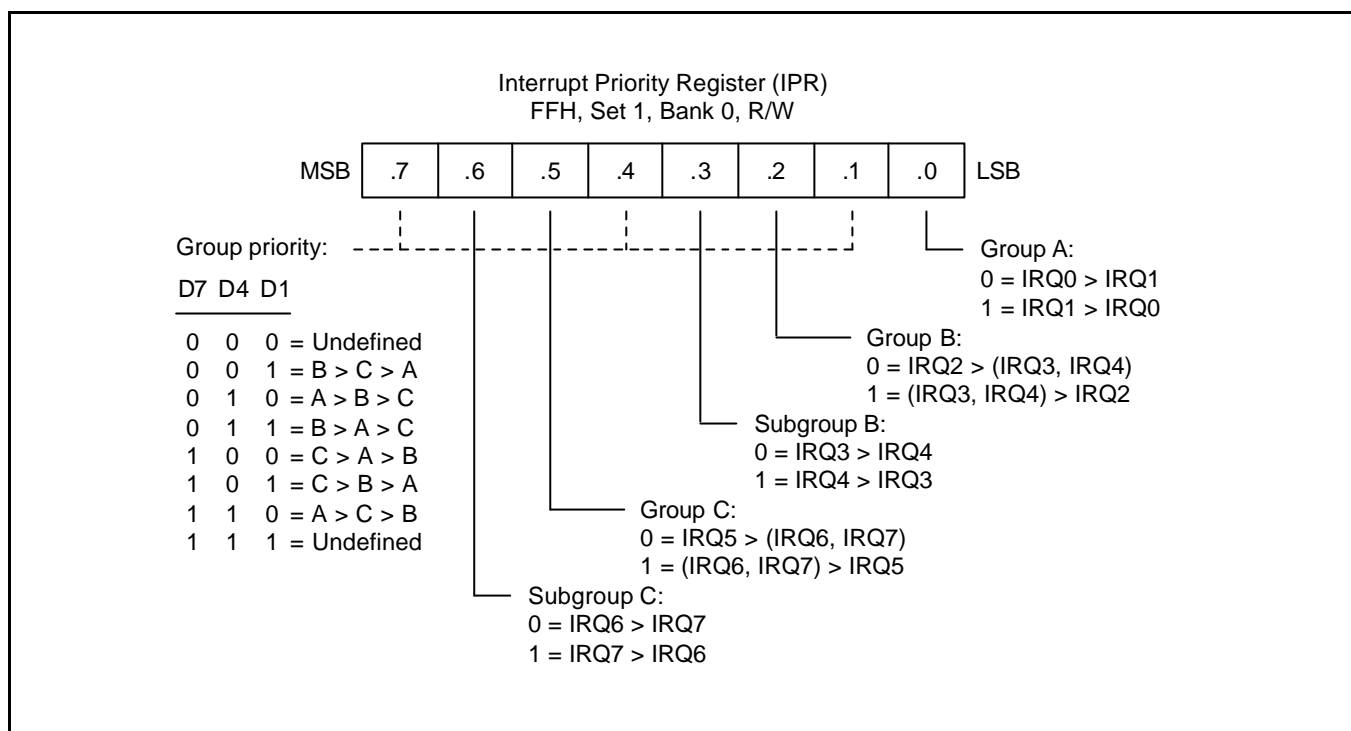 Interrupt Priority Register (IPR)
FFH, Set 1, Bank 0, R/W
MSB .7 .6 .5 .4 .3 .2 .1 .0 LSB
Group priority:
D7 D4 D1
0 0 0 = Undefined
0 0 1 = B > C > A
0 1 0 = A > B > C
0 1 1 = B > A > C
1 0 0 = C > A > B
1 0 1 = C > B > A
1 1 0 = A > C > B
1 1 1 = Undefined
Group A:
0 = IRQ0 > IRQ1
1 = IRQ1 > IRQ0
Group B:
0 = IRQ2 > (IRQ3, IRQ4)
1 = (IRQ3, IRQ4) > IRQ2
Subgroup B:
0 = IRQ3 > IRQ4
1 = IRQ4 > IRQ3
Group C:
0 = IRQ5 > (IRQ6, IRQ7)
1 = (IRQ6, IRQ7) > IRQ5
Subgroup C:
0 = IRQ6 > IRQ7
1 = IRQ7 > IRQ6